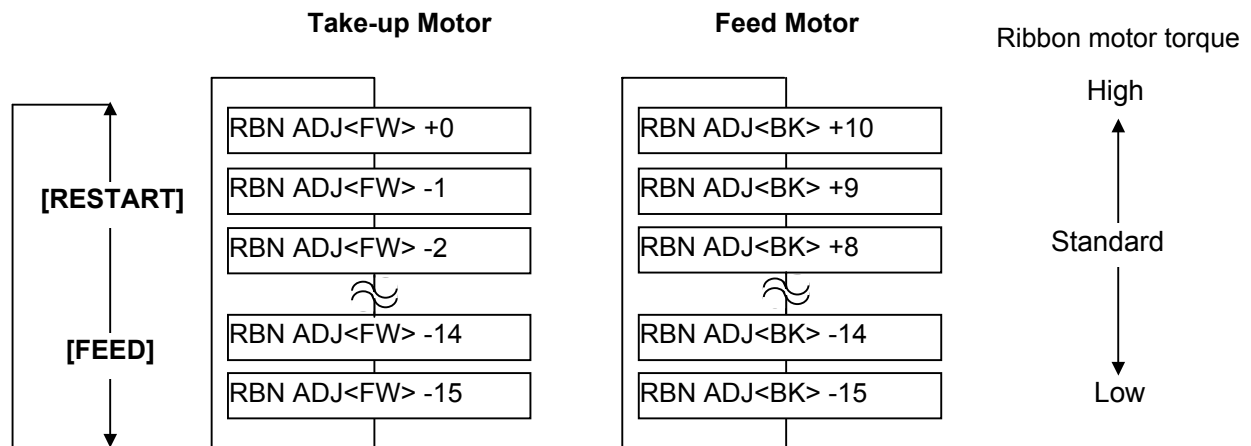 Take-up Motor
Feed Motor
Ribbon motor torque
High
RBN ADJ<FW> +0
RBN ADJ<BK> +10
[RESTART]
RBN ADJ<FW> -1
RBN ADJ<BK> +9
RBN ADJ<FW> -2
RBN ADJ<BK> +8
Standard
[FEED]
RBN ADJ<FW> -14
RBN ADJ<BK> -14
RBN ADJ<FW> -15
RBN ADJ<BK> -15
Low